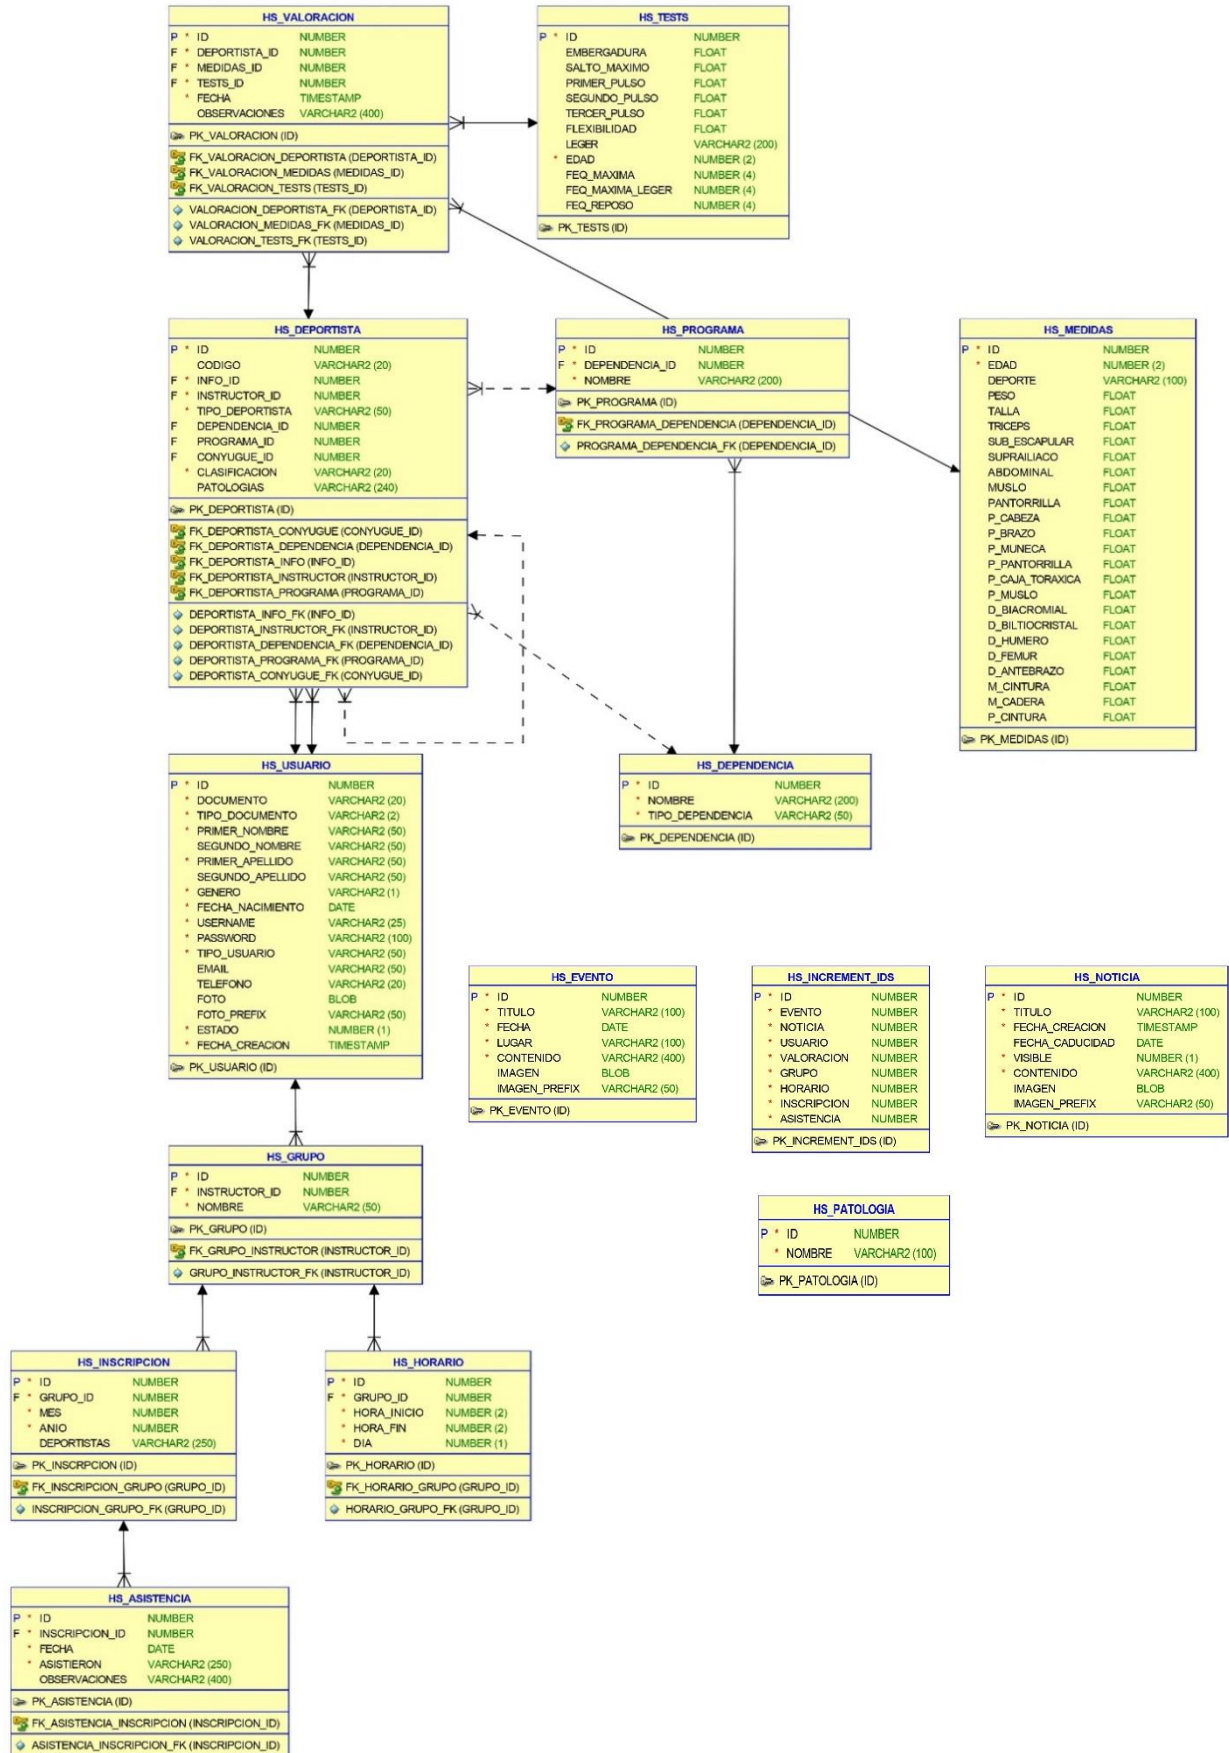 HS_VALORACION
P * ID NUMBER
F * DEPORTISTA_ID NUMBER
F * MEDIDAS_ID NUMBER
F * TESTS_ID NUMBER
* FECHA TIMESTAMP
OBSERVACIONES VARCHAR2 (400)
PK_VALORACION (ID)
FK_VALORACION_DEPORTISTA (DEPORTISTA_ID)
FK_VALORACION_MEDIDAS (MEDIDAS_ID)
FK_VALORACION_TESTS (TESTS_ID)
VALORACION_DEPORTISTA_FK (DEPORTISTA_ID)
VALORACION_MEDIDAS_FK (MEDIDAS_ID)
VALORACION_TESTS_FK (TESTS_ID)
HS_TESTS
P * ID NUMBER
EMBERGADURA FLOAT
SALTO_MAXIMO FLOAT
PRIMER_PULSO FLOAT
SEGUNDO_PULSO FLOAT
TERCER_PULSO FLOAT
FLEXIBILIDAD FLOAT
LEGER VARCHAR2 (200)
* EDAD NUMBER (2)
FEQ_MAXIMA NUMBER (4)
FEQ_MAXIMA_LEGER NUMBER (4)
FEQ_REPOSO NUMBER (4)
PK_TESTS (ID)
HS_DEPORTISTA
P * ID NUMBER
CODIGO VARCHAR2 (20)
F * INFO_ID NUMBER
F * INSTRUCTOR_ID NUMBER
* TIPO_DEPORTISTA VARCHAR2 (50)
F DEPENDENCIA_ID NUMBER
F PROGRAMA_ID NUMBER
F CONYUGUE_ID NUMBER
* CLASIFICACION VARCHAR2 (20)
PATOLOGIAS VARCHAR2 (240)
PK_DEPORTISTA (ID)
FK_DEPORTISTA_CONYUGUE (CONYUGUE_ID)
FK_DEPORTISTA_DEPENDENCIA (DEPENDENCIA_ID)
FK_DEPORTISTA_INFO (INFO_ID)
FK_DEPORTISTA_INSTRUCTOR (INSTRUCTOR_ID)
FK_DEPORTISTA_PROGRAMA (PROGRAMA_ID)
DEPORTISTA_INFO_FK (INFO_ID)
DEPORTISTA_INSTRUCTOR_FK (INSTRUCTOR_ID)
DEPORTISTA_DEPENDENCIA_FK (DEPENDENCIA_ID)
DEPORTISTA_PROGRAMA_FK (PROGRAMA_ID)
DEPORTISTA_CONYUGUE_FK (CONYUGUE_ID)
HS_PROGRAMA
P * ID NUMBER
F * DEPENDENCIA_ID NUMBER
* NOMBRE VARCHAR2 (200)
PK_PROGRAMA (ID)
FK_PROGRAMA_DEPENDENCIA (DEPENDENCIA_ID)
PROGRAMA_DEPENDENCIA_FK (DEPENDENCIA_ID)
HS_MEDIDAS
P * ID NUMBER
* EDAD NUMBER (2)
DEPORTE VARCHAR2 (100)
PESO FLOAT
TALLA FLOAT
TRICEPS FLOAT
SUB_ESCAPULAR FLOAT
SUPRAILIACO FLOAT
ABDOMINAL FLOAT
MUSLO FLOAT
PANTORRILLA FLOAT
P_CABEZA FLOAT
P_BRAZO FLOAT
P_MUNECA FLOAT
P_PANTORRILLA FLOAT
P_CAJA_TORAXICA FLOAT
P_MUSLO FLOAT
D_BIACROMIAL FLOAT
D_BILTIOCRISTAL FLOAT
D_HUMERO FLOAT
D_FEMUR FLOAT
D_ANTEBRAZO FLOAT
M_CINTURA FLOAT
M_CADERA FLOAT
P_CINTURA FLOAT
PK_MEDIDAS (ID)
HS_USUARIO
P * ID NUMBER
* DOCUMENTO VARCHAR2 (20)
* TIPO_DOCUMENTO VARCHAR2 (2)
* PRIMER_NOMBRE VARCHAR2 (50)
SEGUNDO_NOMBRE VARCHAR2 (50)
* PRIMER_APELLIDO VARCHAR2 (50)
SEGUNDO_APELLIDO VARCHAR2 (50)
* GENERO VARCHAR2 (1)
* FECHA_NACIMIENTO DATE
* USERNAME VARCHAR2 (25)
* PASSWORD VARCHAR2 (100)
* TIPO_USUARIO VARCHAR2 (50)
EMAIL VARCHAR2 (50)
TELEFONO VARCHAR2 (20)
FOTO BLOB
FOTO_PREFIX VARCHAR2 (50)
* ESTADO NUMBER (1)
* FECHA_CREACION TIMESTAMP
PK_USUARIO (ID)
HS_DEPENDENCIA
P * ID NUMBER
* NOMBRE VARCHAR2 (200)
* TIPO_DEPENDENCIA VARCHAR2 (50)
PK_DEPENDENCIA (ID)
HS_EVENTO
P * ID NUMBER
* TITULO VARCHAR2 (100)
* FECHA DATE
* LUGAR VARCHAR2 (100)
* CONTENIDO VARCHAR2 (400)
IMAGEN BLOB
IMAGEN_PREFIX VARCHAR2 (50)
PK_EVENTO (ID)
HS_INCREMENT_IDS
P * ID NUMBER
* EVENTO NUMBER
* NOTICIA NUMBER
* USUARIO NUMBER
* VALORACION NUMBER
* GRUPO NUMBER
* HORARIO NUMBER
* INSCRIPCION NUMBER
* ASISTENCIA NUMBER
PK_INCREMENT_IDS (ID)
HS_NOTICIA
P * ID NUMBER
* TITULO VARCHAR2 (100)
* FECHA_CREACION TIMESTAMP
FECHA_CADUCIDAD DATE
* VISIBLE NUMBER (1)
* CONTENIDO VARCHAR2 (400)
IMAGEN BLOB
IMAGEN_PREFIX VARCHAR2 (50)
PK_NOTICIA (ID)
HS_GRUPO
P * ID NUMBER
F * INSTRUCTOR_ID NUMBER
* NOMBRE VARCHAR2 (50)
PK_GRUPO (ID)
FK_GRUPO_INSTRUCTOR (INSTRUCTOR_ID)
GRUPO_INSTRUCTOR_FK (INSTRUCTOR_ID)
HS_PATOLOGIA
P * ID NUMBER
* NOMBRE VARCHAR2 (100)
PK_PATOLOGIA (ID)
HS_INSCRIPCION
P * ID NUMBER
F * GRUPO_ID NUMBER
* MES NUMBER
* ANIO NUMBER
DEPORTISTAS VARCHAR2 (250)
PK_INSCRPCION (ID)
FK_INSCRIPCION_GRUPO (GRUPO_ID)
INSCRIPCION_GRUPO_FK (GRUPO_ID)
HS_HORARIO
P * ID NUMBER
F * GRUPO_ID NUMBER
* HORA_INICIO NUMBER (2)
* HORA_FIN NUMBER (2)
* DIA NUMBER (1)
PK_HORARIO (ID)
FK_HORARIO_GRUPO (GRUPO_ID)
HORARIO_GRUPO_FK (GRUPO_ID)
HS_ASISTENCIA
P * ID NUMBER
F * INSCRIPCION_ID NUMBER
* FECHA DATE
* ASISTIERON VARCHAR2 (250)
OBSERVACIONES VARCHAR2 (400)
PK_ASISTENCIA (ID)
FK_ASISTENCIA_INSCRIPCION (INSCRIPCION_ID)
ASISTENCIA_INSCRIPCION_FK (INSCRIPCION_ID)